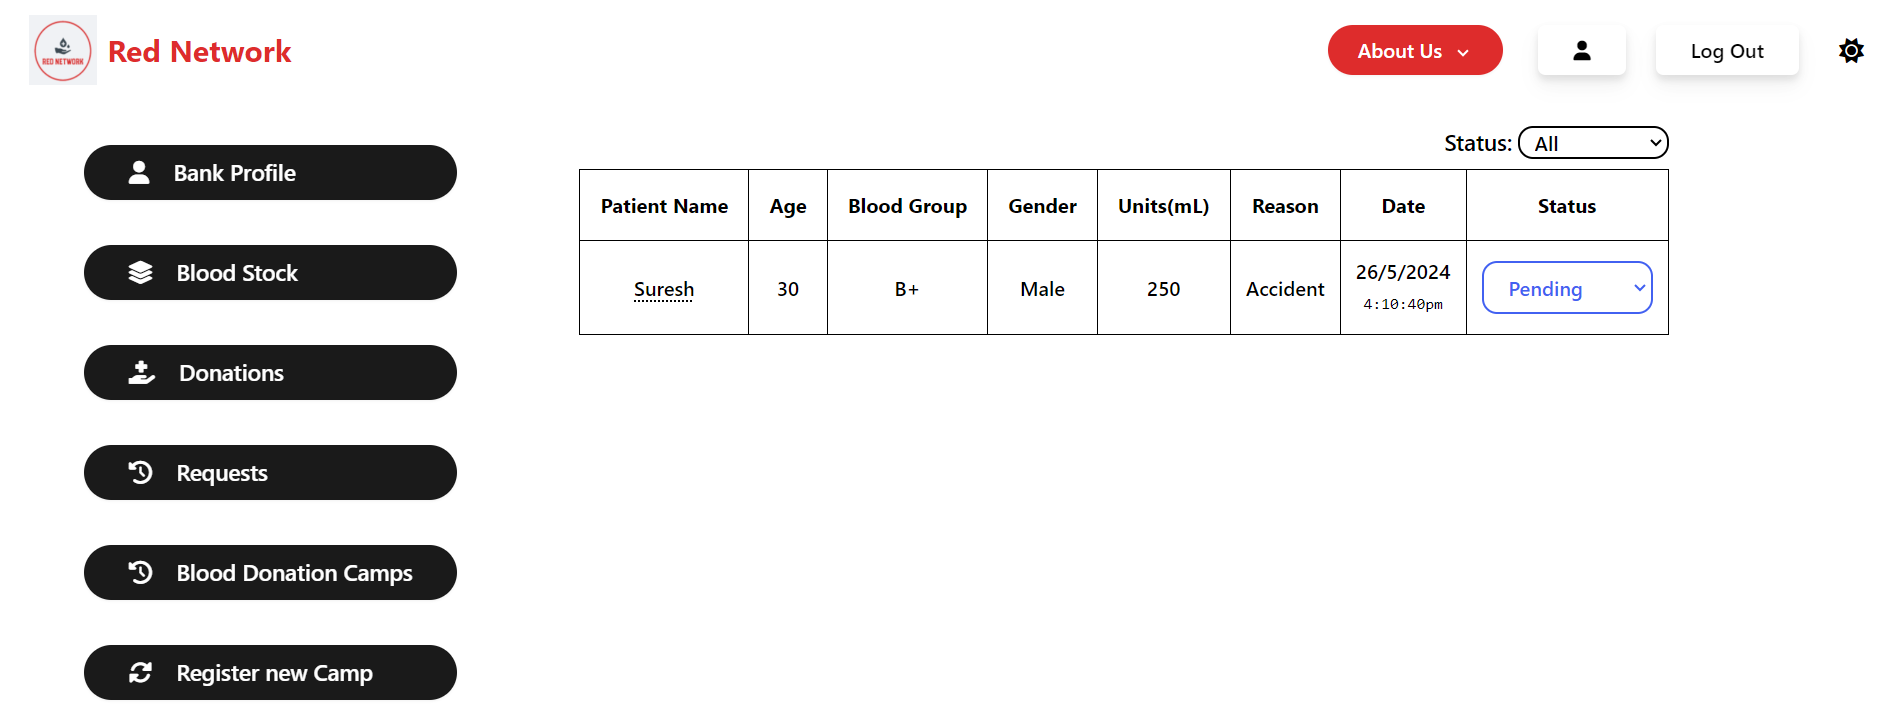 RED NETWORK
Red Network
About Us
Log Out
Bank Profile
Blood Stock
Donations
Requests
Blood Donation Camps
Register new Camp
Status: All
Patient Name Age Blood Group Gender Units(mL) Reason Date Status
Suresh 30 B+ Male 250 Accident 26/5/2024 Pending
4:10:40pm